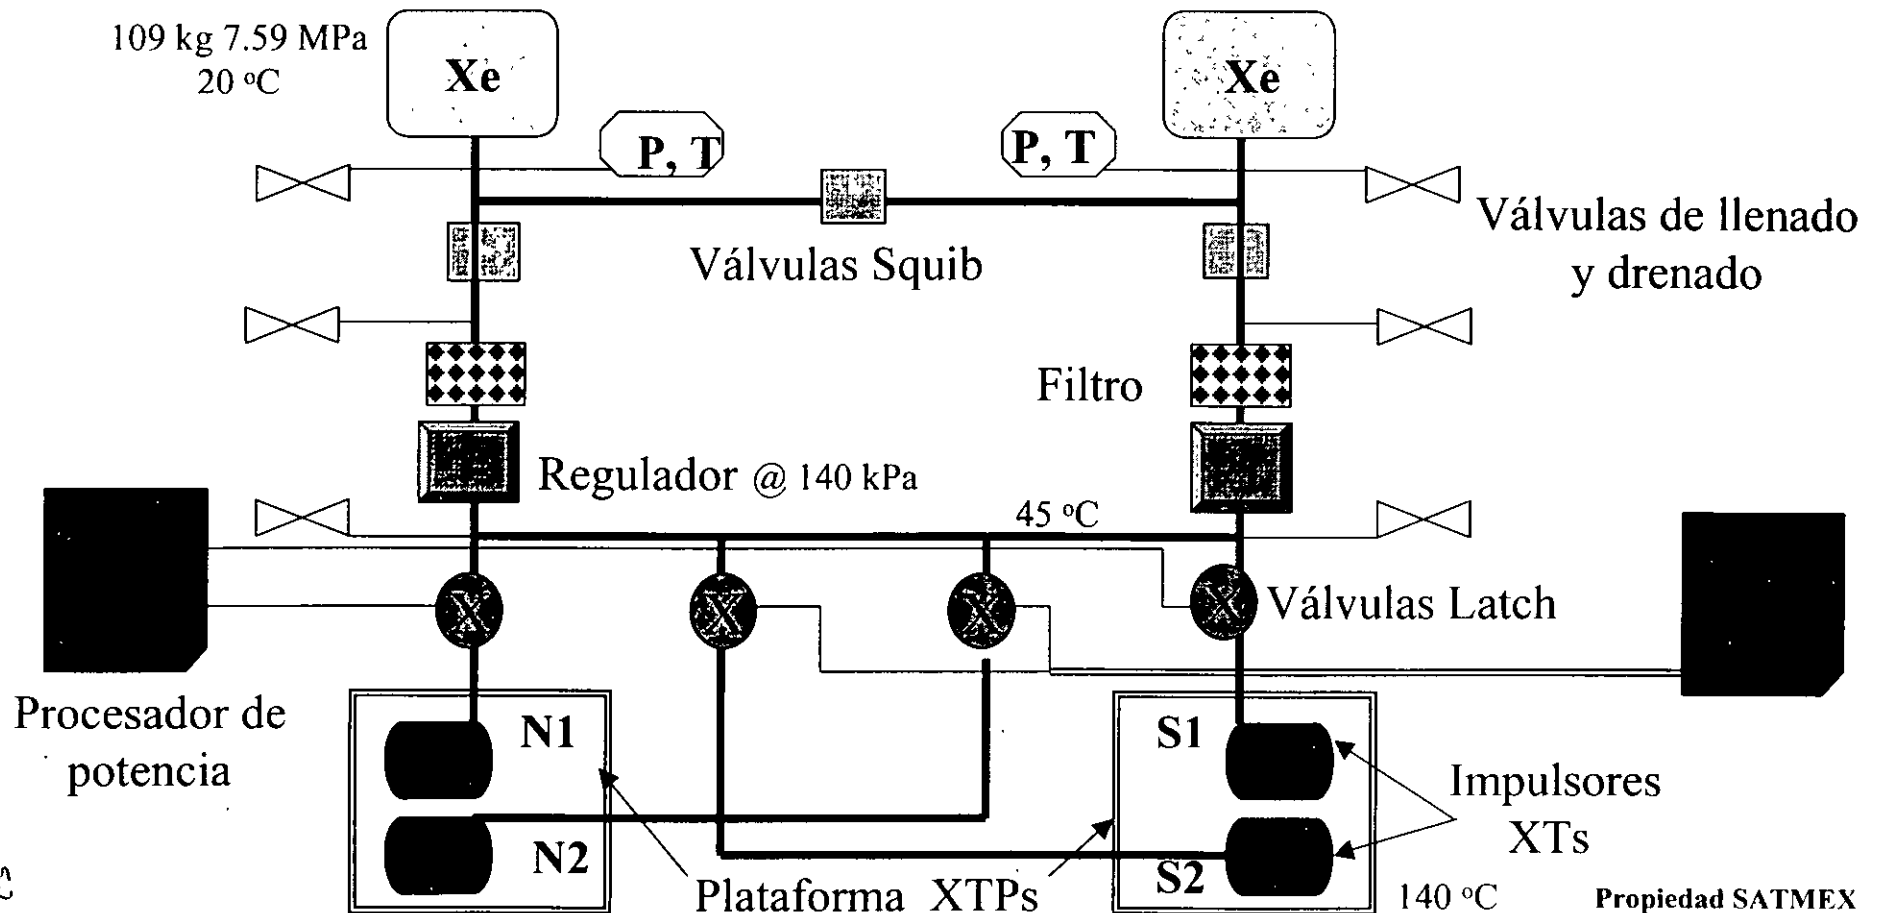 109 kg 7.59 MPa
20 °C
Xe
Xe
P, T
P, T
Válvulas Squib
Válvulas de llenado
y drenado
Filtro
Regulador @ 140 kPa
45 °C
X
X
X
X
Válvulas Latch
Procesador de
potencia
N1
N2
S1
S2
Impulsores
XTs
Plataforma XTPs
140 °C
Propiedad SATMEX